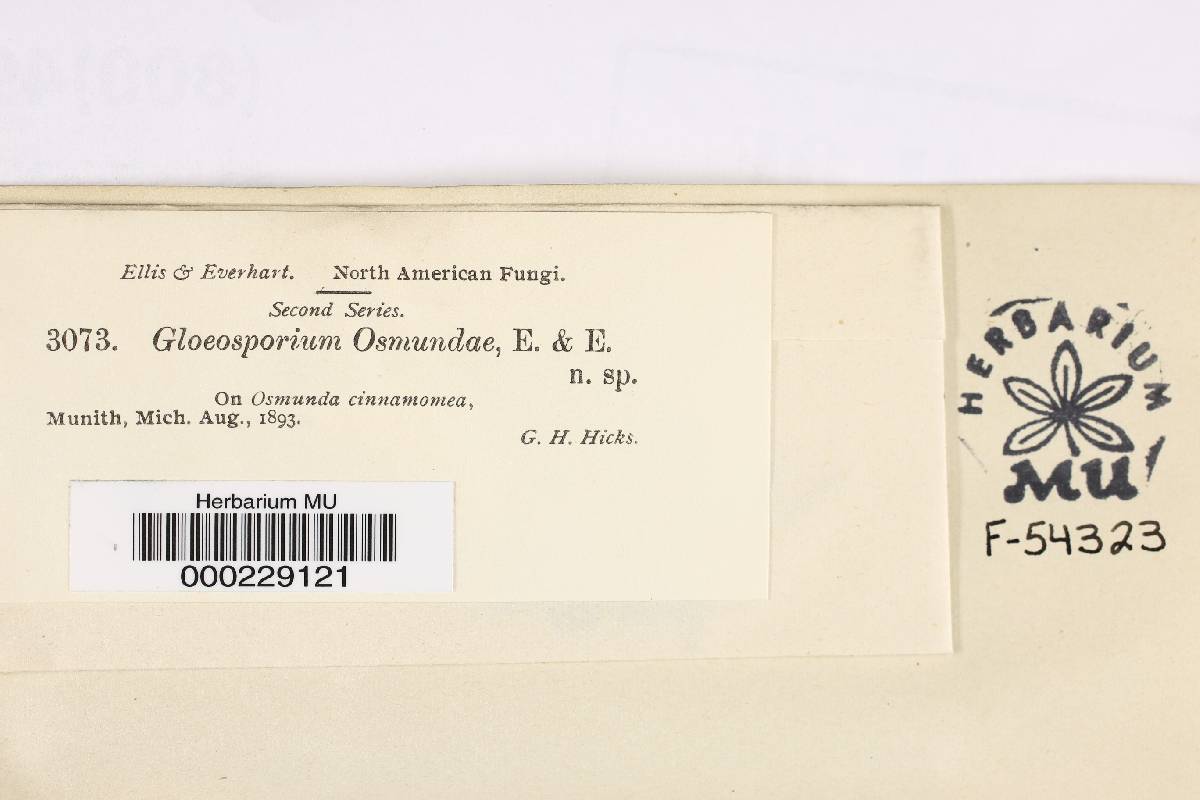 Ellis & Everhart. North American Fungi.
Second Series.
3073. Gloeosporium Osmundae, E. & E.
n. sp.
On Osmunda cinnamomea,
Munith, Mich. Aug., 1893.
G. H. Hicks.
Herbarium MU
000229121
HERBARIUM
MU
F-54323